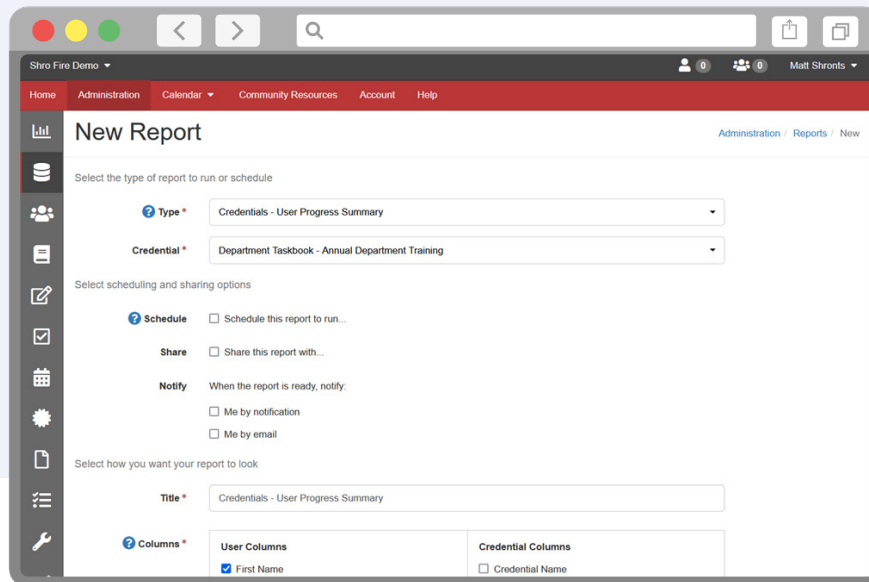 Shro Fire Demo 0 0 Matt Shronts
Home Administration Calendar Community Resources Account Help
New Report Administration / Reports / New
Select the type of report to run or schedule
? Type * Credentials - User Progress Summary
Credential * Department Taskbook - Annual Department Training
Select scheduling and sharing options
? Schedule Schedule this report to run...
Share Share this report with...
Notify When the report is ready, notify:
Me by notification
Me by email
Select how you want your report to look
Title * Credentials - User Progress Summary
? Columns * User Columns Credential Columns
First Name Credential Name